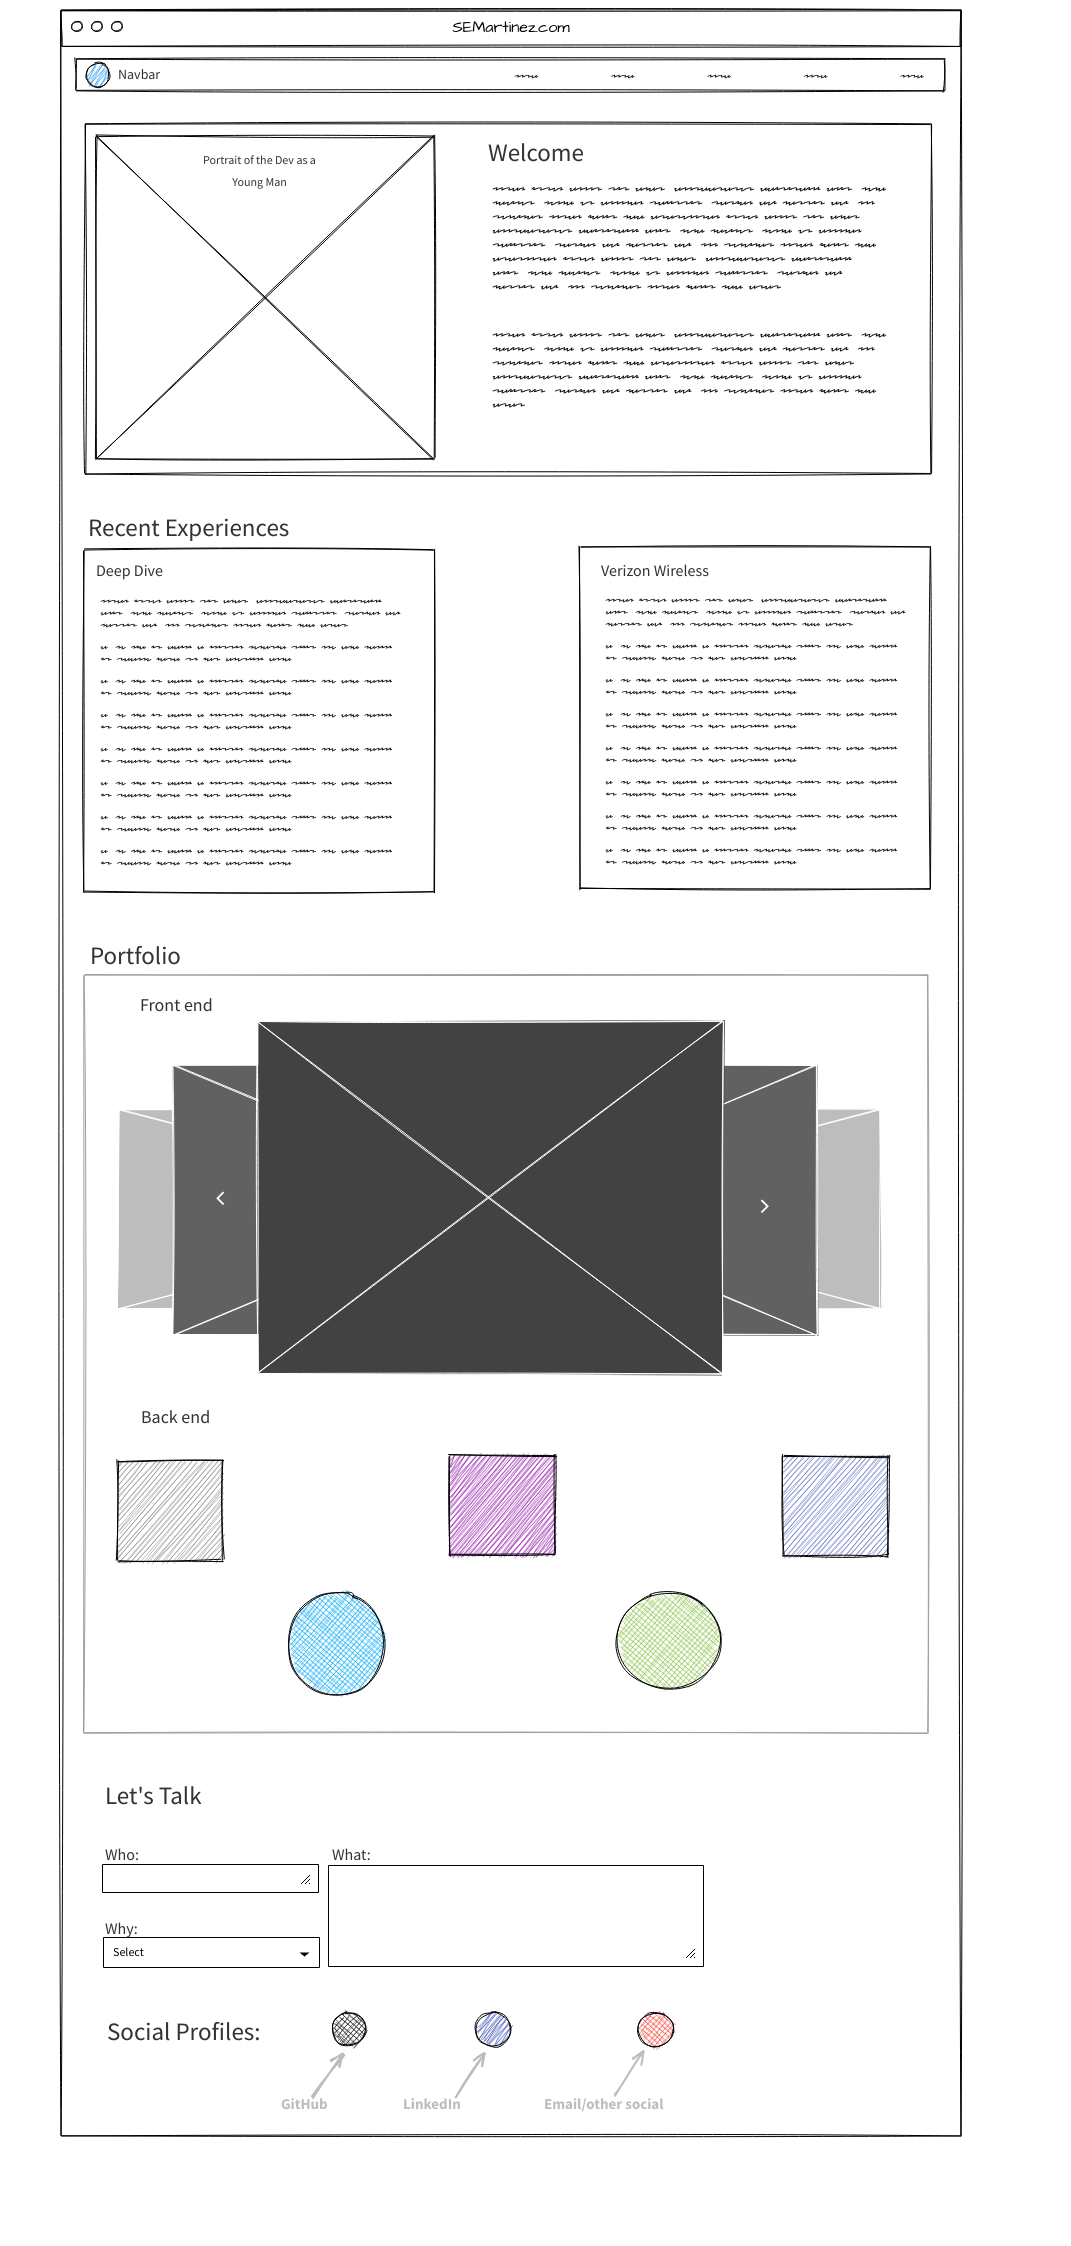 SEMartinez.com
Navbar
Portrait of the Dev as a
Young Man
Welcome
Recent Experiences
Deep Dive
Verizon Wireless
Portfolio
Front end
Back end
Let's Talk
Who:
What:
Why:
Select
Social Profiles:
GitHub
LinkedIn
Email/other social